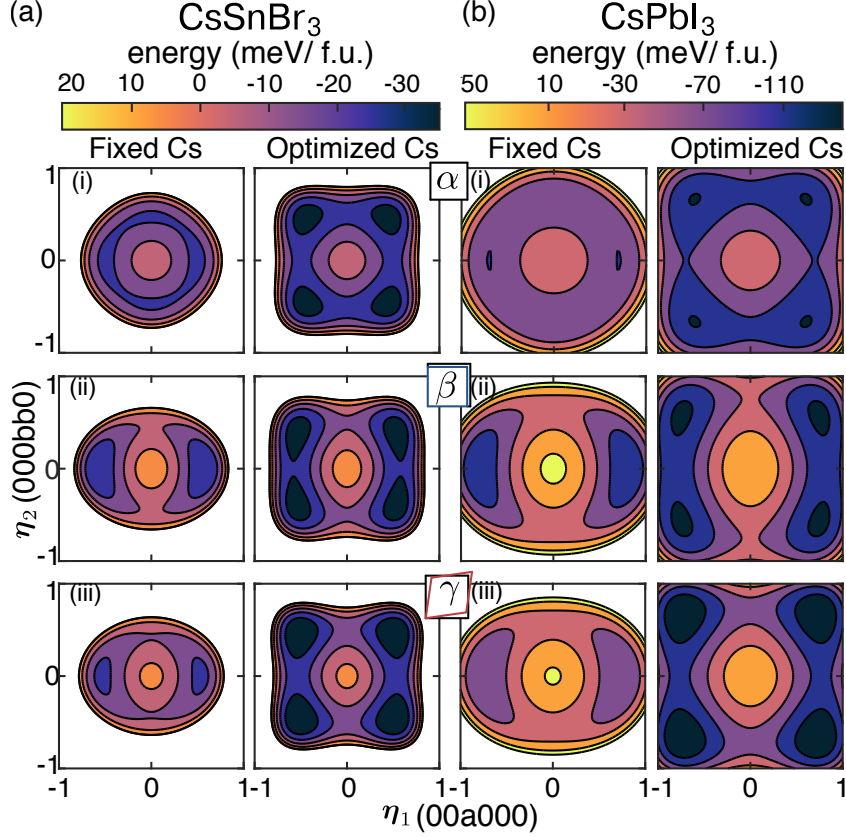 (a) CsSnBr₃ (b) CsPbI₃
energy (meV/ f.u.) energy (meV/ f.u.)
20 10 0 -10 -20 -30 50 10 -30 -70 -110
Fixed Cs Optimized Cs Fixed Cs Optimized Cs
1 (i) α (i)
0
-1
1 (ii) β (ii)
0
-1
1 (iii) γ (iii)
0
-1
η₂ (000bb0)
-1 0 1 0 1-1 0 1 0 1
η₁ (00a000)